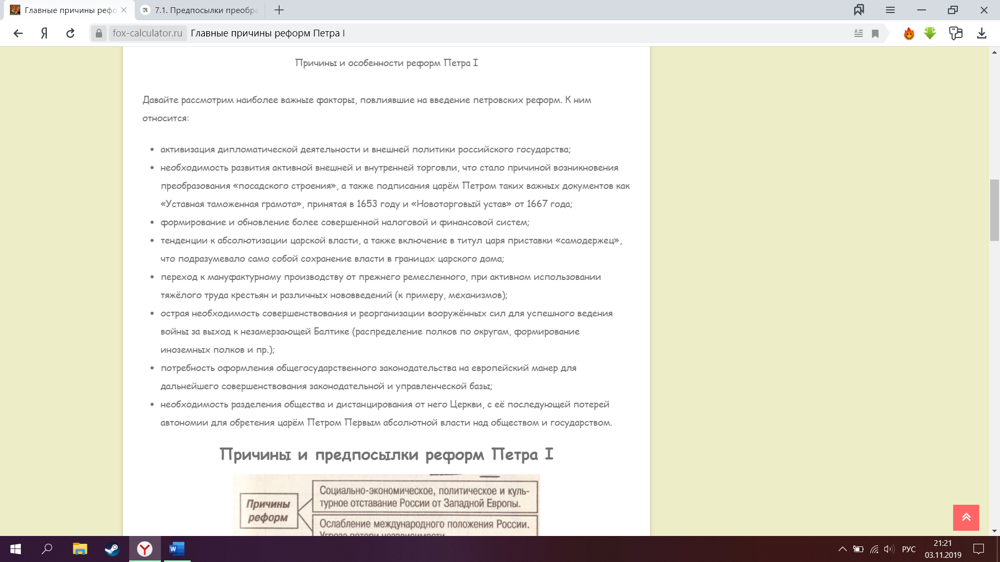 Главные причины рефо
7.1. Предпосылки преобра
fox-calculator.ru Главные причины реформ Петра I
Причины и особенности реформ Петра I
Давайте рассмотрим наиболее важные факторы, повлиявшие на введение петровских реформ. К ним
относится:
• активизация дипломатической деятельности и внешней политики российского государства;
• необходимость развития активной внешней и внутренней торговли, что стало причиной возникновения
преобразования «посадского строения», а также подписания царём Петром таких важных документов как
«Уставная таможенная грамота», принятая в 1653 году и «Новоторговый устав» от 1667 года;
• формирование и обновление более совершенной налоговой и финансовой систем;
• тенденции к абсолютизации царской власти, а также включение в титул царя приставки «самодержец»,
что подразумевало само собой сохранение власти в границах царского дома;
• переход к мануфактурному производству от прежнего ремесленного, при активном использовании
тяжёлого труда крестьян и различных нововведений (к примеру, механизмов);
• острая необходимость совершенствования и реорганизации вооружённых сил для успешного ведения
войны за выход к незамерзающей Балтике (распределение полков по округам, формирование
иноземных полков и пр.);
• потребность оформления общегосударственного законодательства на европейский манер для
дальнейшего совершенствования законодательной и управленческой базы;
• необходимость разделения общества и дистанцирования от него Церкви, с её последующей потерей
автономии для обретения царём Петром Первым абсолютной власти над обществом и государством.
Причины и предпосылки реформ Петра I
Причины
реформ
Социально-экономическое, политическое и куль-
турное отставание России от Западной Европы.
Ослабление международного положения России.
Угроза потери независимости
РУС
21:21
03.11.2019